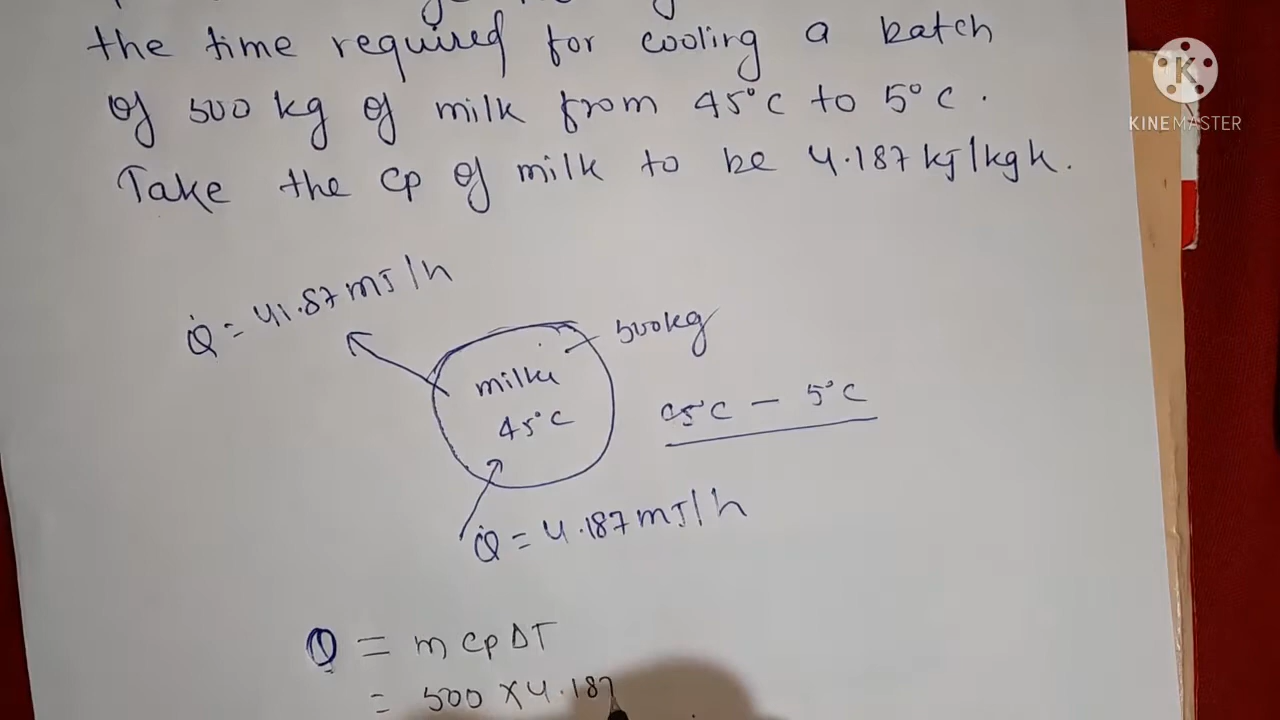 the time required for cooling a batch
of 500 kg of milk from 45°C to 5°C.
Take the Cp of milk to be 4.187 kJ/kgk.
K
KINEMASTER
Q̇ = 41.87 mJ/h
500kg
milk
45°C
45°C - 5°C
Q̇ = 4.187 mJ/h
Q = m Cp ΔT
= 500 × 4.187